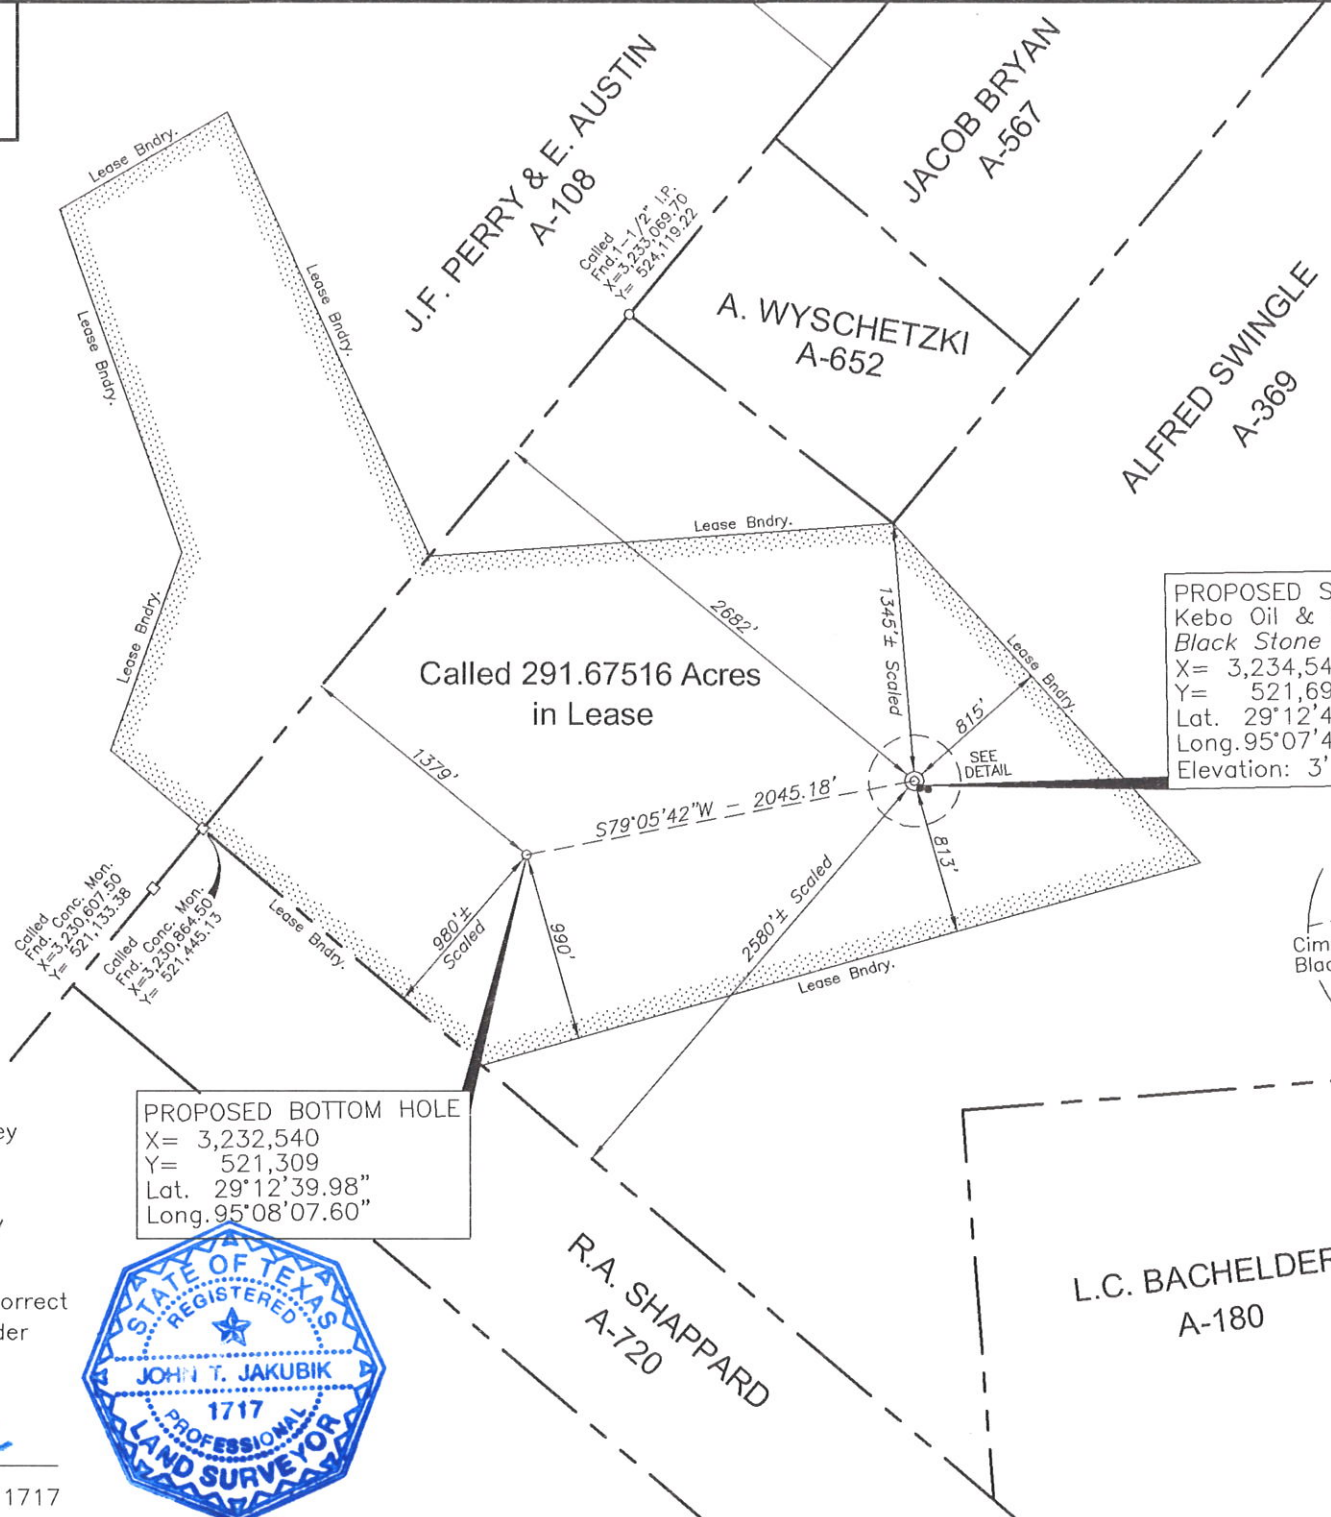 Lease Bndry.
J.F. PERRY & E. AUSTIN
A-108
JACOB BRYAN
A-567
Called
Fnd.1-1/2" I.P.
X=3,233,069.70
Y= 524,119.22
A. WYSCHETZKI
A-652
ALFRED SWINGLE
A-369
Lease Bndry.
Lease Bndry.
Lease Bndry.
Lease Bndry.
Lease Bndry.
2682'
1345'± Scaled
Called 291.67516 Acres
in Lease
815'
SEE
DETAIL
1379'
S79°05'42"W - 2045.18'
813'
PROPOSED S
Kebo Oil &
Black Stone
X= 3,234,54
Y= 521,69
Lat. 29°12'4
Long.95°07'4
Elevation: 3'
Called
Fnd. Conc. Mon.
X=3,230,607.50
Y= 521,133.38
Called
Fnd. Conc. Mon.
X=3,230,864.50
Y= 521,445.13
Lease Bndry.
980'±
Scaled
990'
2580'± Scaled
Lease Bndry.
Cim
Blac
PROPOSED BOTTOM HOLE
X= 3,232,540
Y= 521,309
Lat. 29°12'39.98"
Long.95°08'07.60"
ey
y
orrect
der
R.A. SHAPPARD
A-720
L.C. BACHELDER
A-180
STATE OF TEXAS
REGISTERED
JOHN T. JAKUBIK
1717
PROFESSIONAL
LAND SURVEYOR
1717